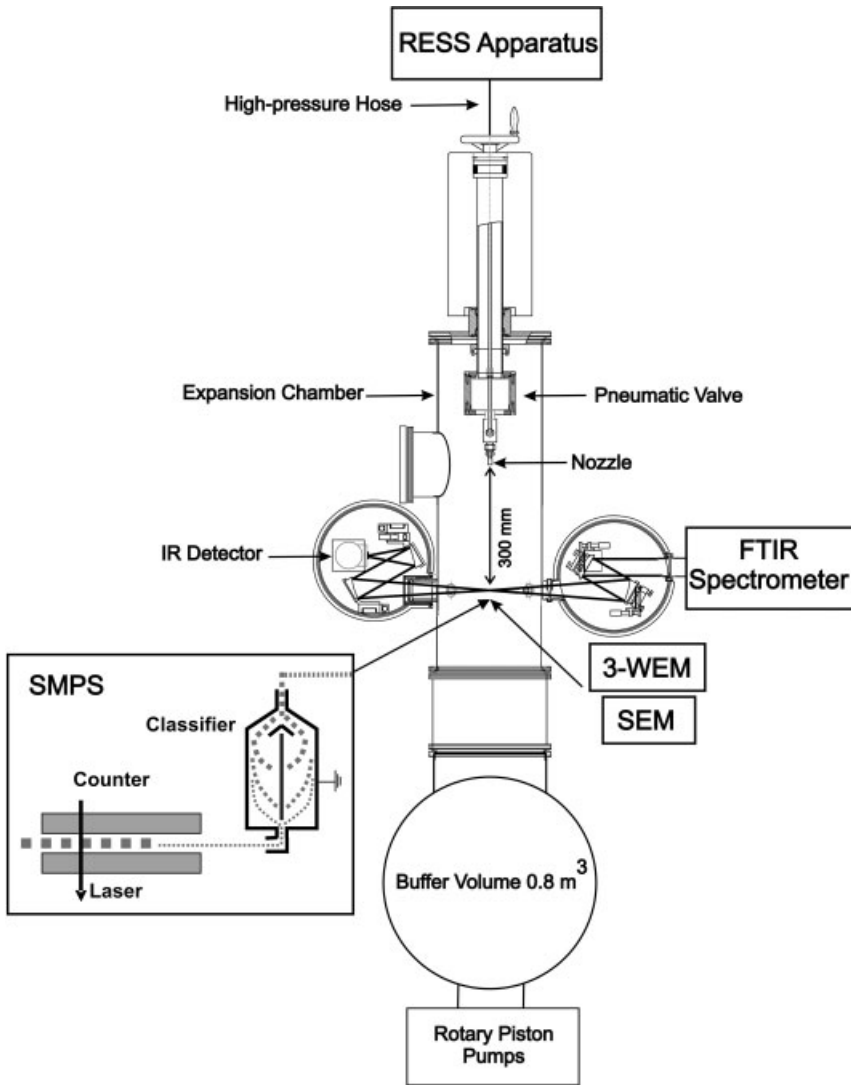 RESS Apparatus
High-pressure Hose
Expansion Chamber
Pneumatic Valve
Nozzle
300 mm
IR Detector
FTIR
Spectrometer
3-WEM
SEM
SMPS
Classifier
Counter
Laser
Buffer Volume 0.8 m³
Rotary Piston
Pumps